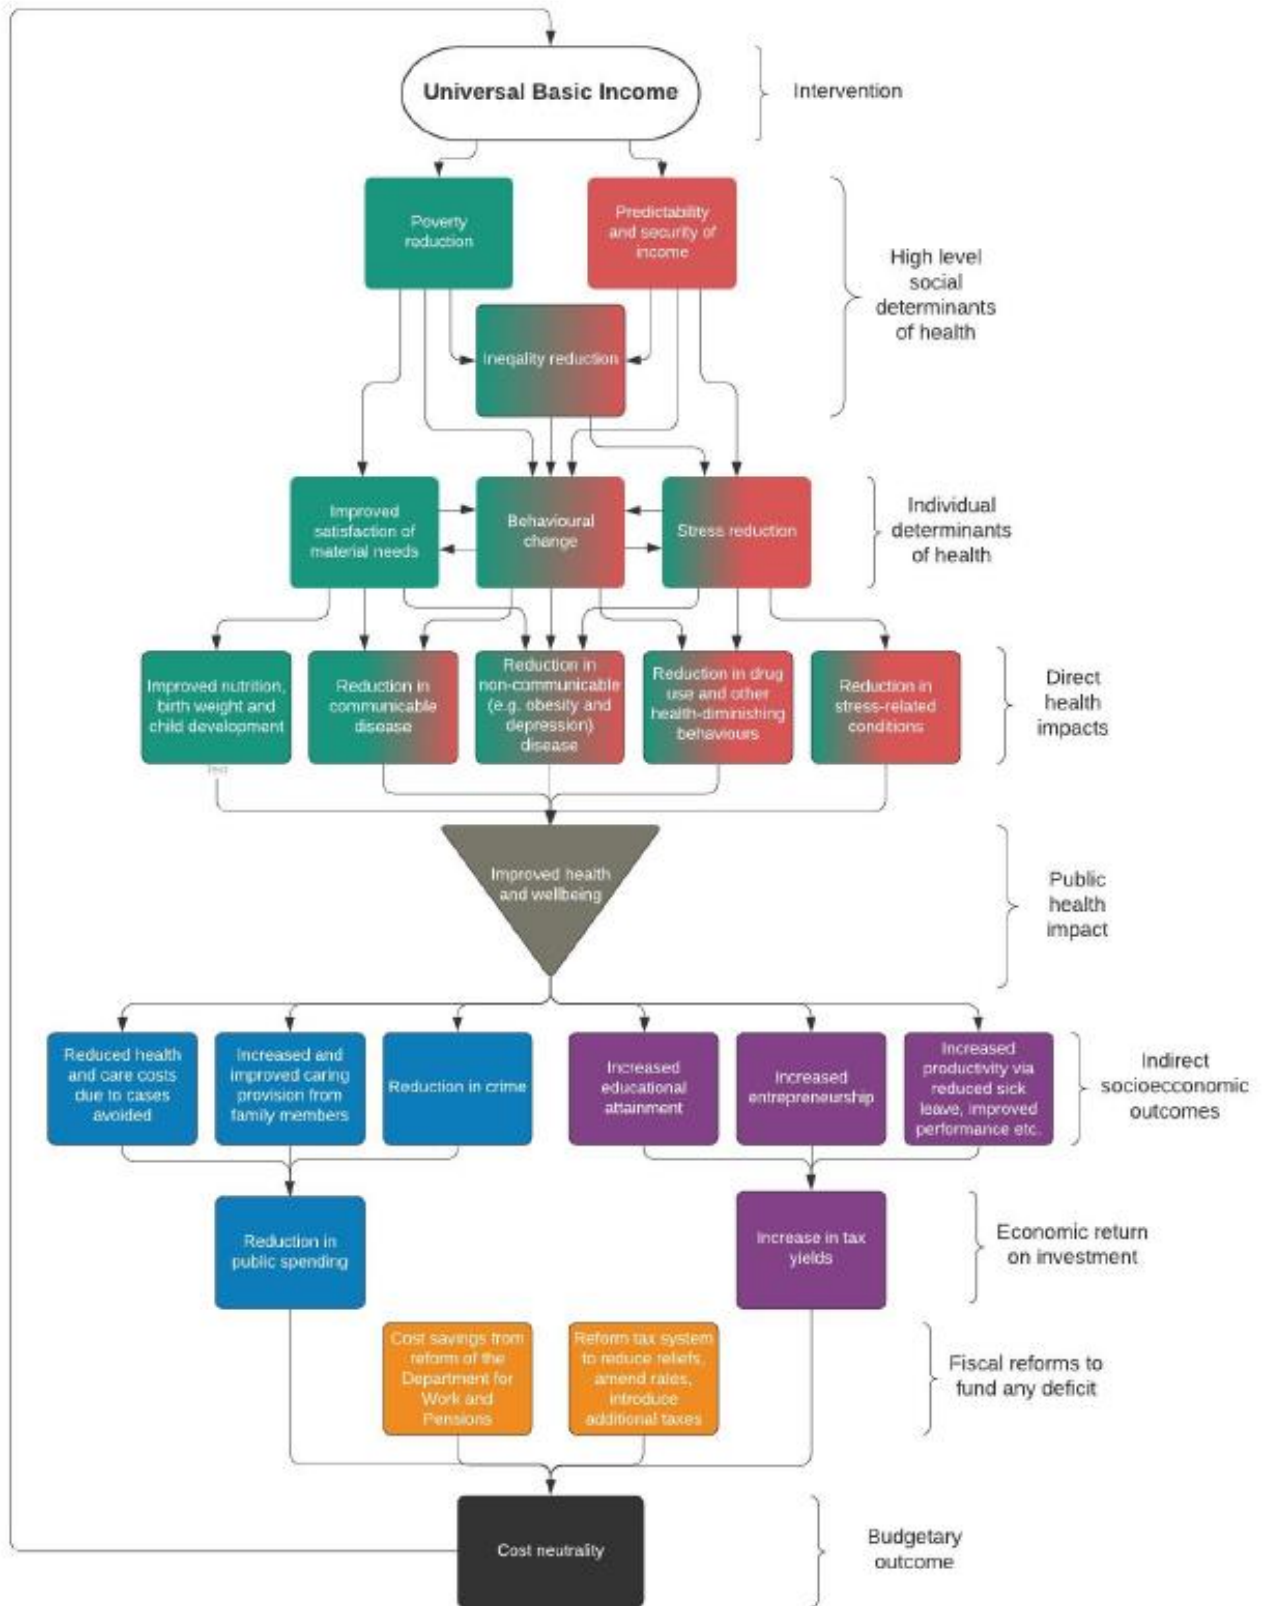 Universal Basic Income
Intervention
Poverty
reduction
Predictability
and security of
income
High level
social
determinants
of health
Ineqality reduction
Improved
satisfaction of
material needs
Behavioural
change
Stress reduction
Individual
determinants
of health
Improved nutrition,
birth weight and
child development
Reduction in
communicable
disease
Reduction in
non-communicable
(e.g. obesity and
depression)
disease
Reduction in drug
use and other
health-diminishing
behaviours
Reduction in
stress-related
conditions
Direct
health
impacts
Text
Improved health
and wellbeing
Public
health
impact
Reduced health
and care costs
due to cases
avoided
Increased and
improved caring
provision from
family members
Reduction in crime
Increased
educational
attainment
Increased
entrepreneurship
Increased
productivity via
reduced sick
leave, improved
performance etc.
Indirect
socioecconomic
outcomes
Reduction in
public spending
Increase in tax
yields
Economic return
on investment
Cost savings from
reform of the
Department for
Work and
Pensions
Reform tax system
to reduce reliefs,
amend rates,
introduce
additional taxes
Fiscal reforms to
fund any deficit
Cost neutrality
Budgetary
outcome